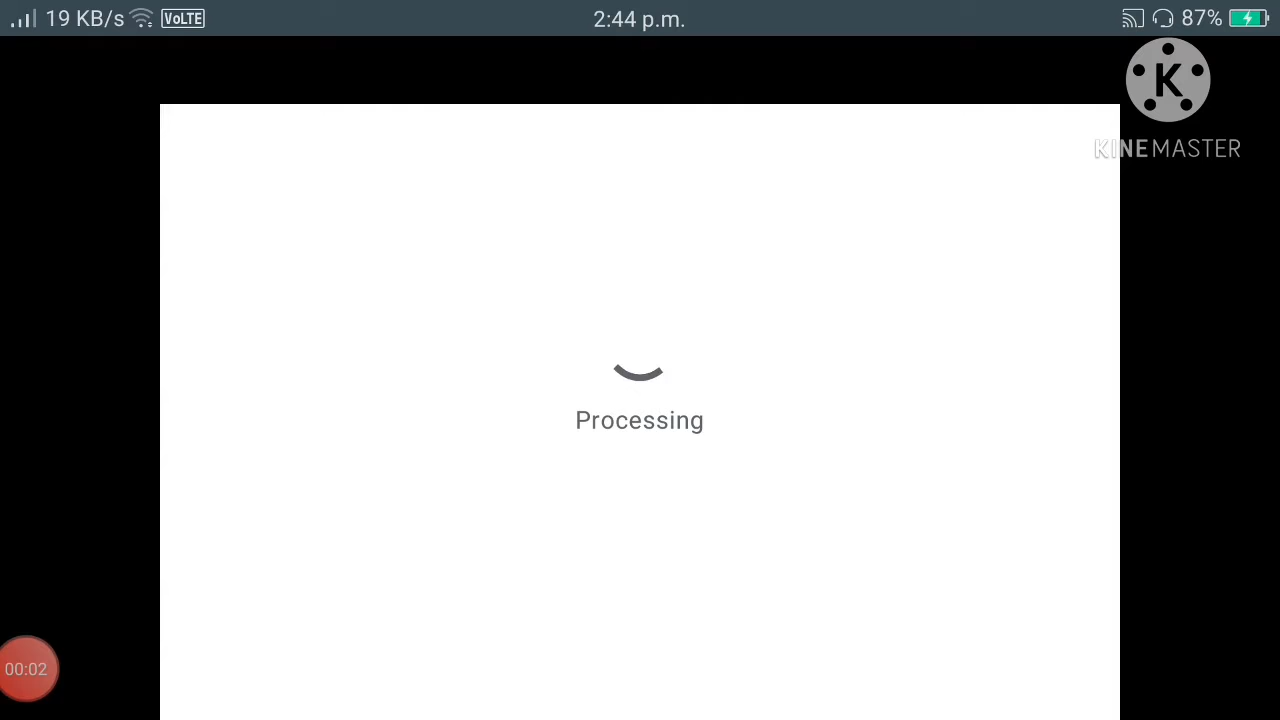 19 KB/s VoLTE 2:44 p.m. 87%
K
KINEMASTER
Processing
00:02